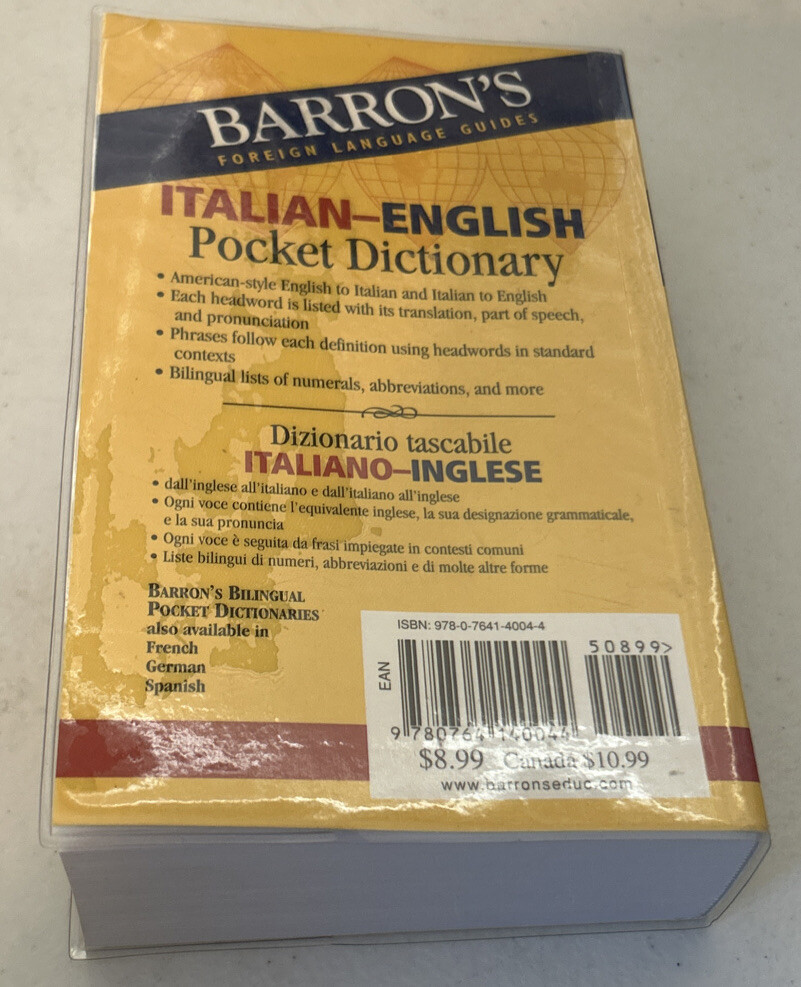 BARRON'S
FOREIGN LANGUAGE GUIDES
ITALIAN–ENGLISH
Pocket Dictionary
• American-style English to Italian and Italian to English
• Each headword is listed with its translation, part of speech,
and pronunciation
• Phrases follow each definition using headwords in standard
contexts
• Bilingual lists of numerals, abbreviations, and more
Dizionario tascabile
ITALIANO–INGLESE
• dall'inglese all'italiano e dall'italiano all'inglese
• Ogni voce contiene l'equivalente inglese, la sua designazione grammaticale,
e la sua pronuncia
• Ogni voce è seguita da frasi impiegate in contesti comuni
• Liste bilingui di numeri, abbreviazioni e di molte altre forme
BARRON'S BILINGUAL
POCKET DICTIONARIES
also available in
French
German
Spanish
ISBN: 978-0-7641-4004-4
50899>
EAN
9 780764 140044
$8.99 Canada $10.99
www.barronseduc.com